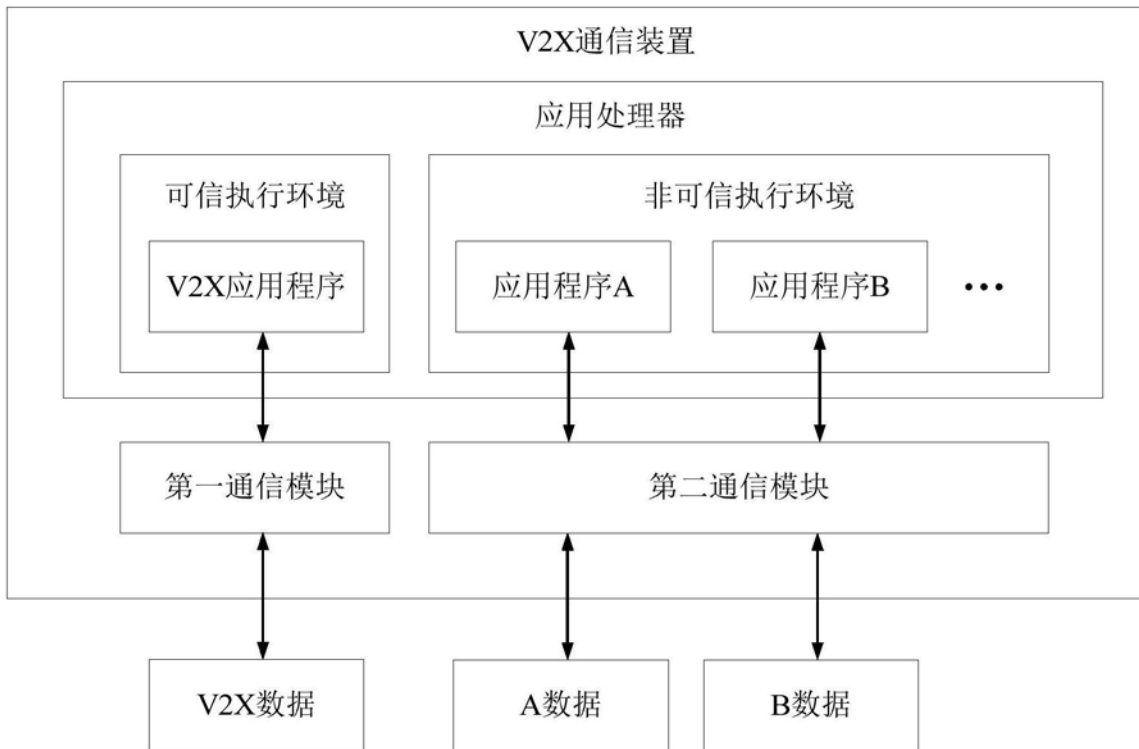 V2X通信装置
应用处理器
可信执行环境
非可信执行环境
V2X应用程序
应用程序A
应用程序B
•••
第一通信模块
第二通信模块
V2X数据
A数据
B数据